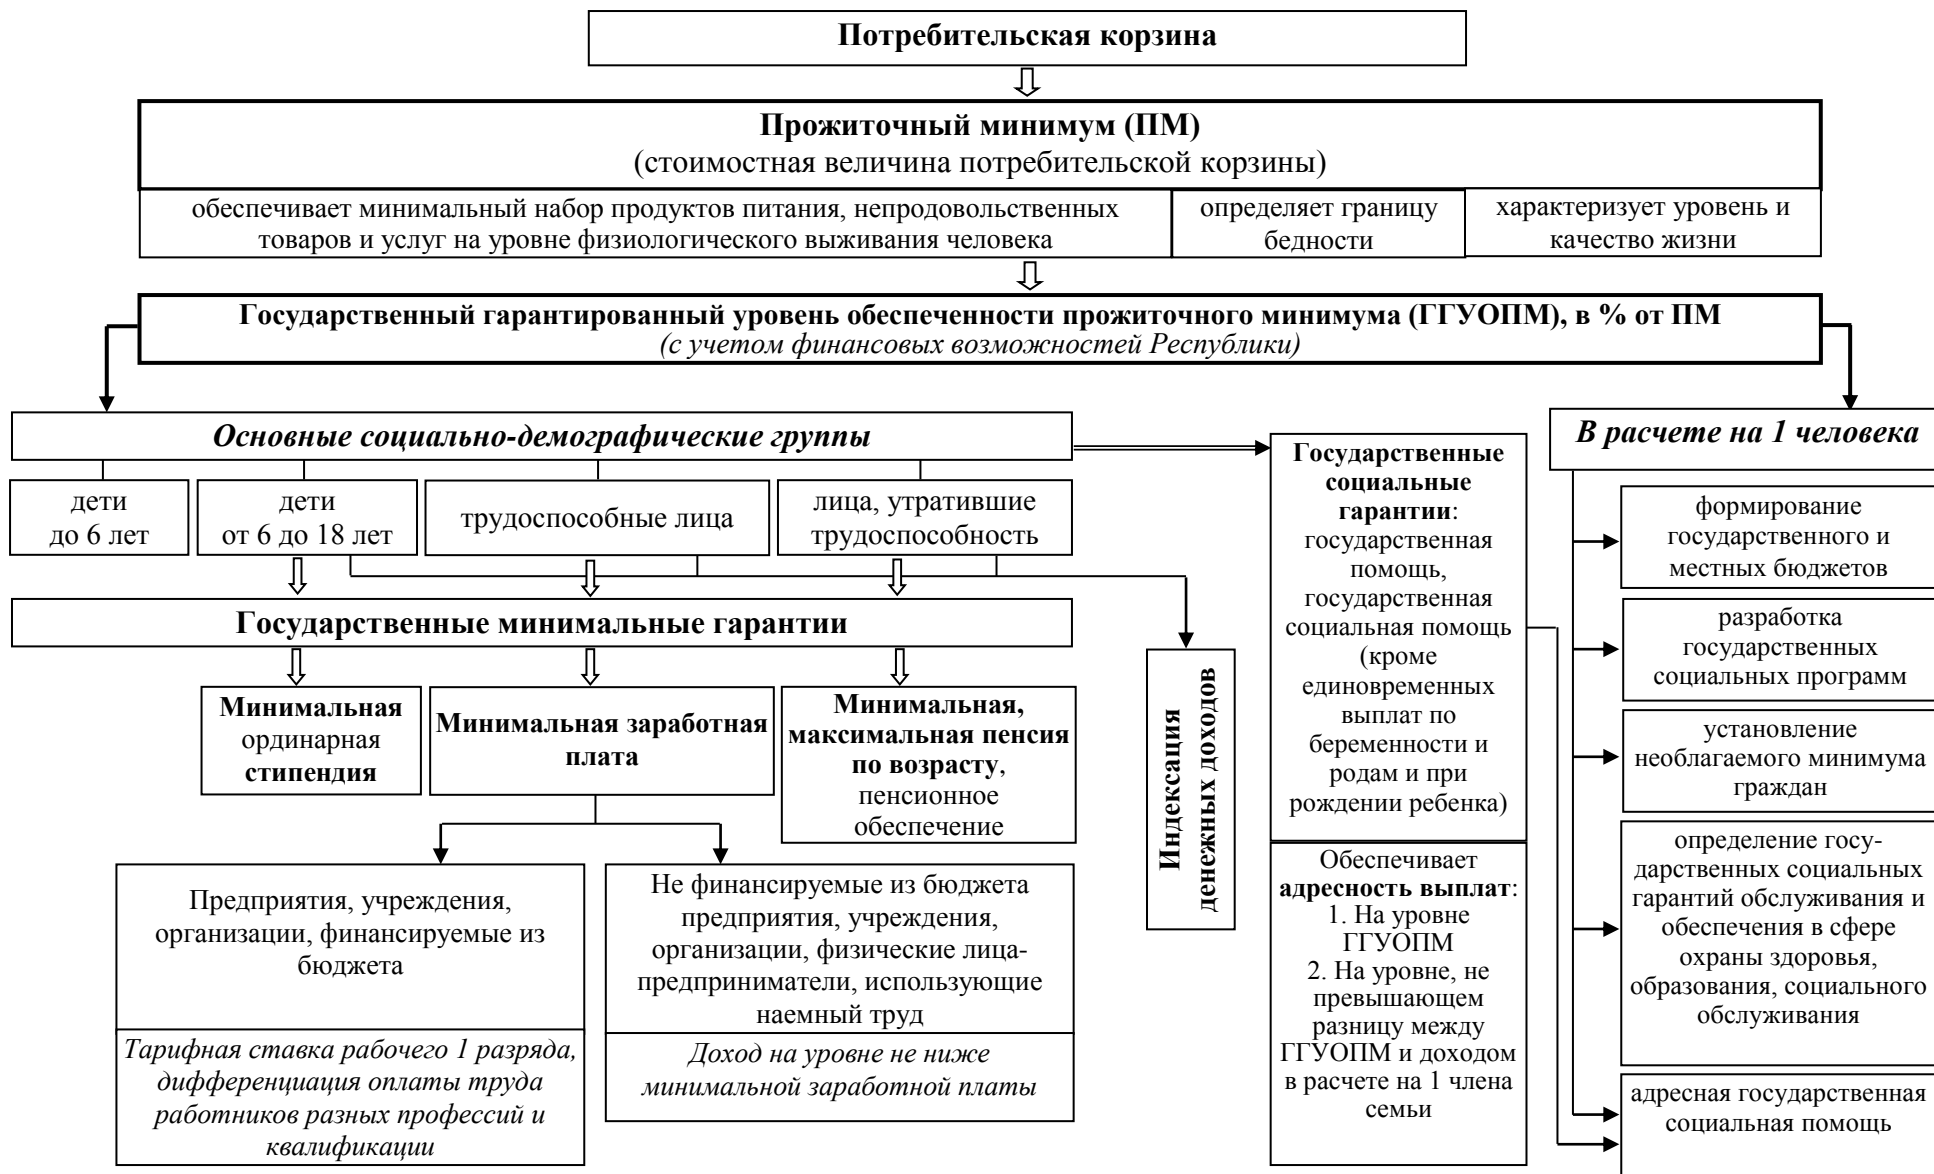 Потребительская корзина
Прожиточный минимум (ПМ)
(стоимостная величина потребительской корзины)
обеспечивает минимальный набор продуктов питания, непродовольственных
товаров и услуг на уровне физиологического выживания человека
определяет границу
бедности
характеризует уровень и
качество жизни
Государственный гарантированный уровень обеспеченности прожиточного минимума (ГГУОПМ), в % от ПМ
(с учетом финансовых возможностей Республики)
Основные социально-демографические группы
дети
до 6 лет
дети
от 6 до 18 лет
трудоспособные лица
лица, утратившие
трудоспособность
Государственные минимальные гарантии
Минимальная
ординарная
стипендия
Минимальная заработная
плата
Минимальная,
максимальная пенсия
по возрасту,
пенсионное
обеспечение
Предприятия, учреждения,
организации, финансируемые из
бюджета
Тарифная ставка рабочего 1 разряда,
дифференциация оплаты труда
работников разных профессий и
квалификации
Не финансируемые из бюджета
предприятия, учреждения,
организации, физические лица-
предприниматели, использующие
наемный труд
Доход на уровне не ниже
минимальной заработной платы
Индексация
денежных доходов
Государственные
социальные
гарантии:
государственная
помощь,
государственная
социальная помощь
(кроме
единовременных
выплат по
беременности и
родам и при
рождении ребенка)
Обеспечивает
адресность выплат:
1. На уровне
ГГУОПМ
2. На уровне, не
превышающем
разницу между
ГГУОПМ и доходом
в расчете на 1 члена
семьи
В расчете на 1 человека
формирование
государственного и
местных бюджетов
разработка
государственных
социальных программ
установление
необлагаемого минимума
граждан
определение госу-
дарственных социальных
гарантий обслуживания и
обеспечения в сфере
охраны здоровья,
образования, социального
обслуживания
адресная государственная
социальная помощь